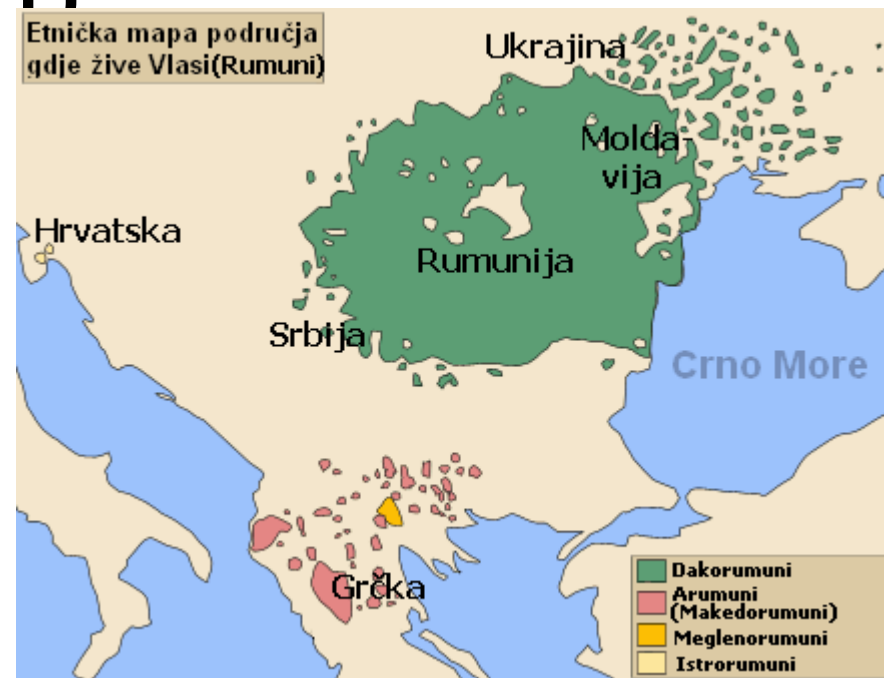 Etnička mapa područja
gdje žive Vlasi(Rumuni)
Ukrajina
Molda-
vija
Hrvatska
Rumunija
Srbija
Crno More
Grčka
Dakorumuni
Arumuni
(Makedorumuni)
Meglenorumuni
Istrorumuni